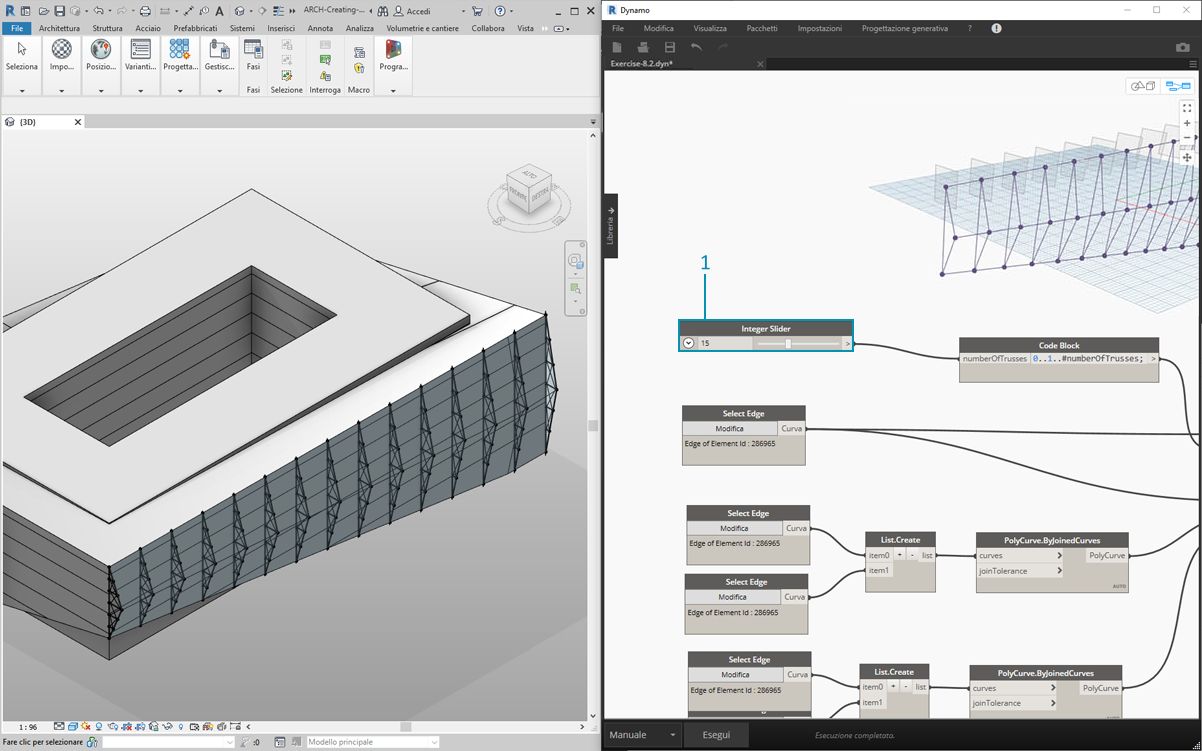 ARCH-Creating-...
Accedi
File Architettura Struttura Acciaio Prefabbricati Sistemi Inserisci Annota Analizza Volumetrie e cantiere Collabora Vista
Seleziona Impo... Posizio... Varianti... Progetta... Gestisc... Fasi Progra...
Fasi Selezione Interroga Macro
{3D}
AUTO
1 : 96
Fare clic per selezionare
:0
Modello principale
Dynamo
File Modifica Visualizza Pacchetti Impostazioni Progettazione generativa ?
Exercise-8.2.dyn*
Libreria
1
Integer Slider
15 >
Code Block
numberOfTrusses 0..1..#numberOfTrusses; >
Select Edge
Modifica Curva
Edge of Element Id : 286965
Select Edge
Modifica Curva
Edge of Element Id : 286965
List.Create
item0 + - list
item1
PolyCurve.ByJoinedCurves
curves > PolyCurve
joinTolerance >
AUTO
Select Edge
Modifica Curva
Edge of Element Id : 286965
Select Edge
Modifica Curva
Edge of Element Id : 286965
List.Create
item0 + - list
item1
PolyCurve.ByJoinedCurves
curves > PolyCurve
joinTolerance >
Manuale Esegui Esecuzione completata.